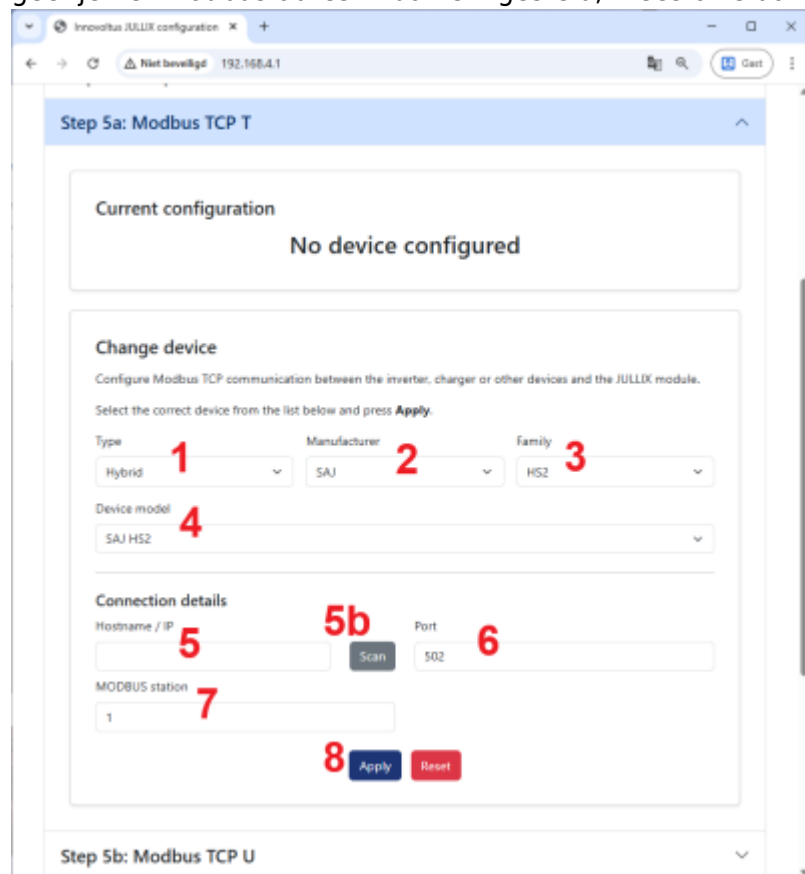 Innovoltus JULLIX configuration
Niet beveiligd 192.168.4.1
Gast
Step 5a: Modbus TCP T
Current configuration
No device configured
Change device
Configure Modbus TCP communication between the inverter, charger or other devices and the JULLIX module.
Select the correct device from the list below and press Apply.
Type Manufacturer Family
1 2 3
Hybrid SAJ HS2
Device model
4
SAJ HS2
Connection details
Hostname / IP 5b Port
5 6
Scan 502
MODBUS station
7
1
8 Apply Reset
Step 5b: Modbus TCP U